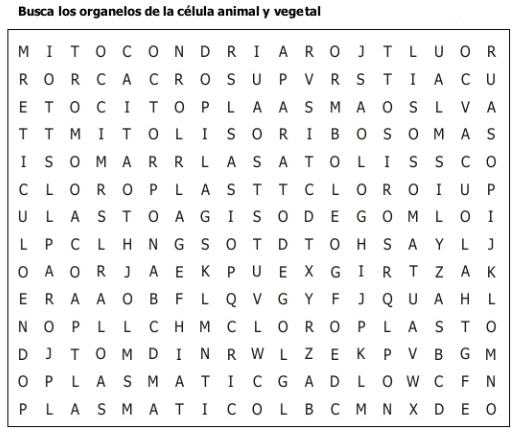 Busca los organelos de la célula animal y vegetal
M I T O C O N D R I A R O J T L U O R
R O R C A C R O S U P V R S T I A C U
E T O C I T O P L A A S M A O S L V A
T T M I T O L I S O R I B O S O M A S
I S O M A R R L A S A T O L I S S C O
C L O R O P L A S T T C L O R O I U P
U L A S T O A G I S O D E G O M L O I
L P C L H N G S O T D T O H S A Y L J
O A O R J A E K P U E X G I R T Z A K
E R A A O B F L Q V G Y F J Q U A H L
N O P L L C H M C L O R O P L A S T O
D J T O M D I N R W L Z E K P V B G M
O P L A S M A T I C G A D L O W C F N
P L A S M A T I C O L B C M N X D E O